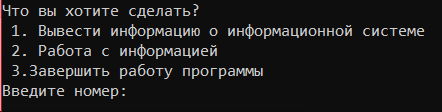 Что вы хотите сделать?
1. Вывести информацию о информационной системе
2. Работа с информацией
3.Завершить работу программы
Введите номер: